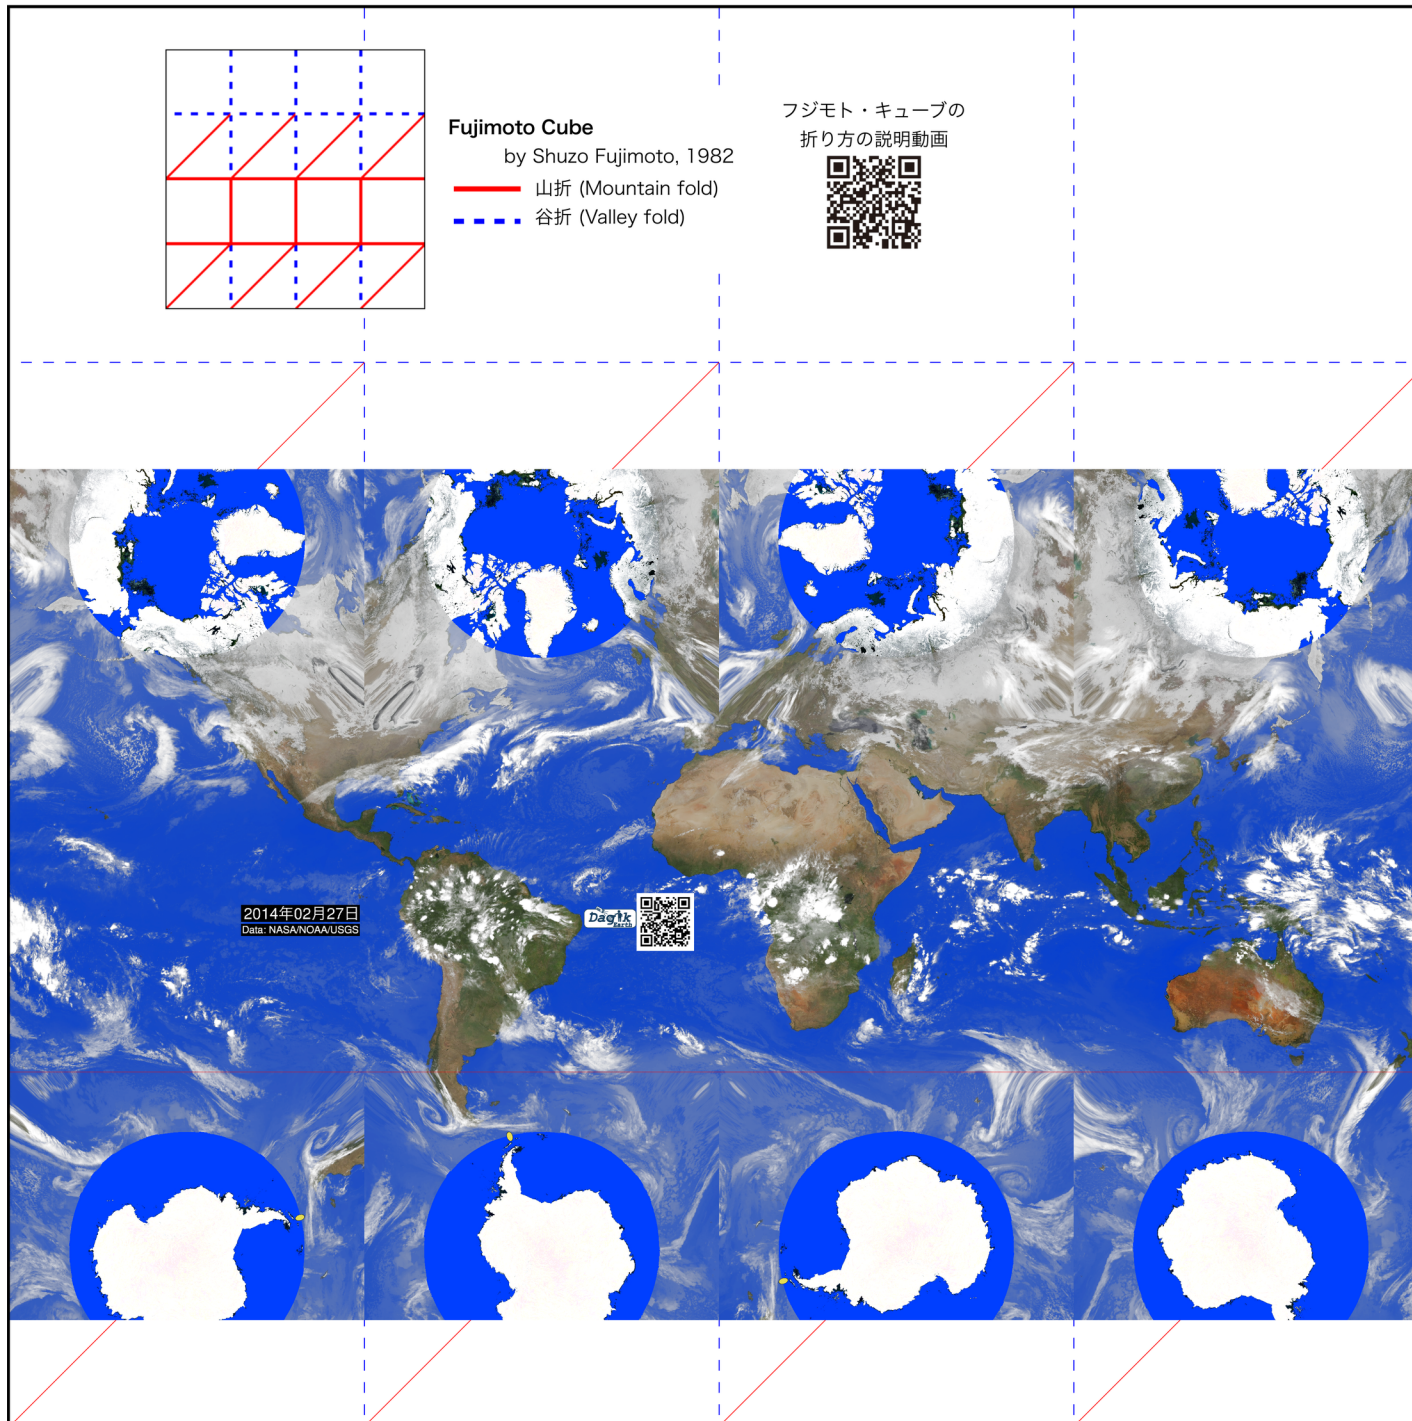 Fujimoto Cube
by Shuzo Fujimoto, 1982
山折 (Mountain fold)
谷折 (Valley fold)
フジモト・キューブの
折り方の説明動画
2014年02月27日
Data: NASA/NOAA/USGS
Dagik
Earth